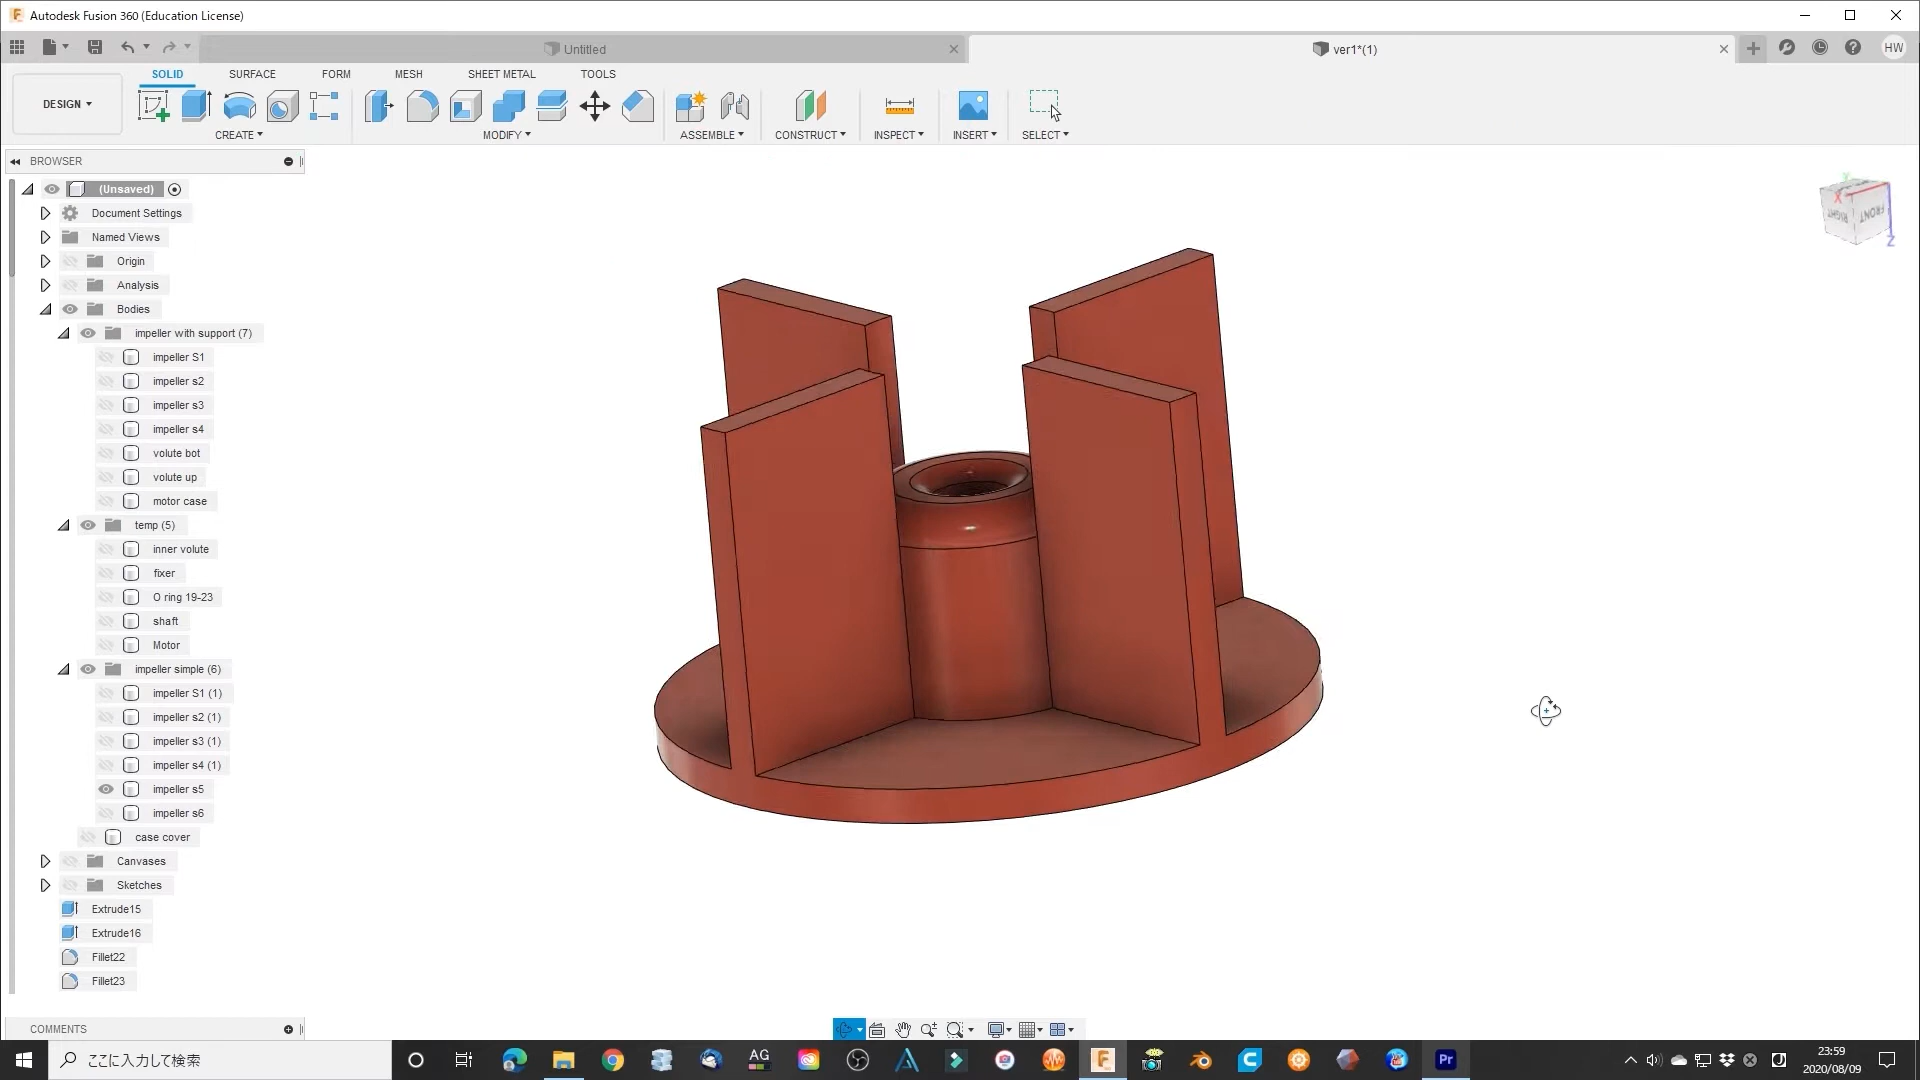 Autodesk Fusion 360 (Education License)
Untitled
ver1*(1)
HW
DESIGN
SOLID
SURFACE
FORM
MESH
SHEET METAL
TOOLS
CREATE
MODIFY
ASSEMBLE
CONSTRUCT
INSPECT
INSERT
SELECT
BROWSER
(Unsaved)
Document Settings
Named Views
Origin
Analysis
Bodies
impeller with support (7)
impeller S1
impeller s2
impeller s3
impeller s4
volute bot
volute up
motor case
temp (5)
inner volute
fixer
O ring 19-23
shaft
Motor
impeller simple (6)
impeller S1 (1)
impeller s2 (1)
impeller s3 (1)
impeller s4 (1)
impeller s5
impeller s6
case cover
Canvases
Sketches
Extrude15
Extrude16
Fillet22
Fillet23
COMMENTS
RIGHT
FRONT
X
Y
Z
ここに入力して検索
AG
Pr
23:59
2020/08/09